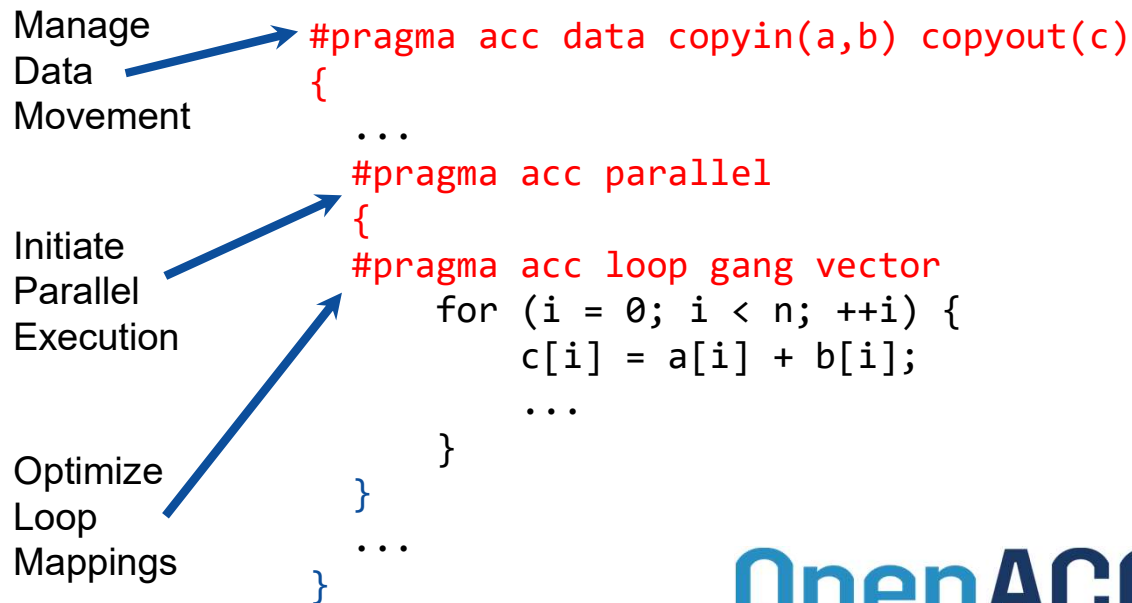 Manage
Data
Movement
#pragma acc data copyin(a,b) copyout(c)
{
...
#pragma acc parallel
{
Initiate
Parallel
Execution
#pragma acc loop gang vector
for (i = 0; i < n; ++i) {
c[i] = a[i] + b[i];
...
}
Optimize
Loop
Mappings
}
...
}
OpenACC